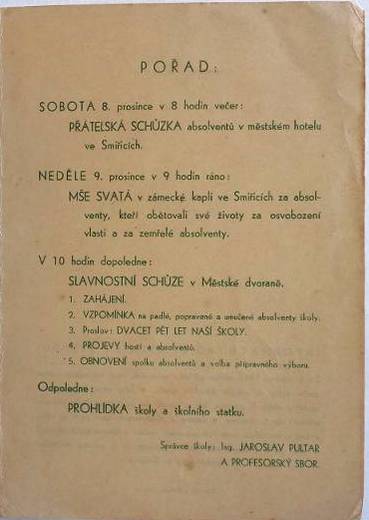 POŘAD:
SOBOTA 8. prosince v 8 hodin večer:
PŘÁTELSKÁ SCHŮZKA absolventů v městském hotelu
ve Smiřicích.
NEDĚLE 9. prosince v 9 hodin ráno:
MŠE SVATÁ v zámecké kapli ve Smiřicích za absol-
venty, kteří obětovali své životy za osvobození
vlasti a za zemřelé absolventy.
V 10 hodin dopoledne:
SLAVNOSTNÍ SCHŮZE v Městské dvoraně.
1. ZAHÁJENÍ.
2. VZPOMÍNKA na padlé, popravené a umučené absolventy školy.
3. Proslov: DVACET PĚT LET NAŠÍ ŠKOLY.
4. PROJEVY hostí a absolventů.
5. OBNOVENÍ spolku absolventů a volba přípravného výboru.
Odpoledne:
PROHLÍDKA školy a školního statku.
Správce školy: Ing. JAROSLAV PULTAR
A PROFESORSKÝ SBOR.